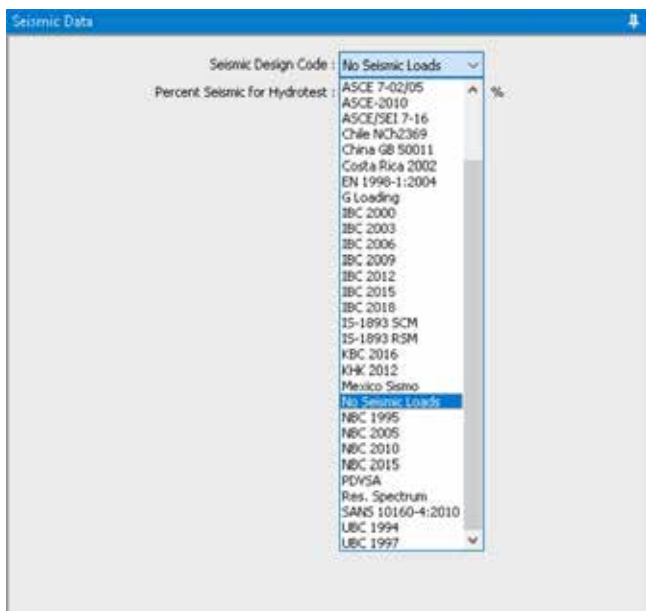 Seismic Data
Seismic Design Code : No Seismic Loads
Percent Seismic for Hydrotest : %
ASCE 7-02/05
ASCE-2010
ASCE/SEI 7-16
Chile NCh2369
China GB 50011
Costa Rica 2002
EN 1998-1:2004
G Loading
IBC 2000
IBC 2003
IBC 2006
IBC 2009
IBC 2012
IBC 2015
IBC 2018
IS-1893 SCM
IS-1893 RSM
KBC 2016
KHK 2012
Mexico Sismo
No Seismic Loads
NBC 1995
NBC 2005
NBC 2010
NBC 2015
PDVSA
Res. Spectrum
SANS 10160-4:2010
UBC 1994
UBC 1997